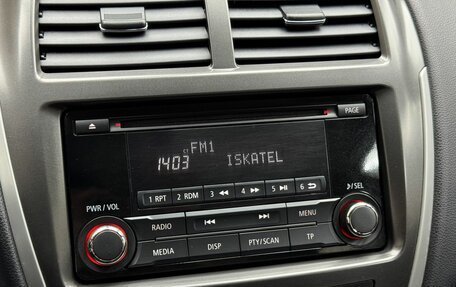 PAGE
CT FM1
1403 ISKATEL
1 RPT 2 RDM 3 4 5 6
PWR / VOL
/SEL
RADIO MENU
MEDIA DISP PTY/SCAN TP